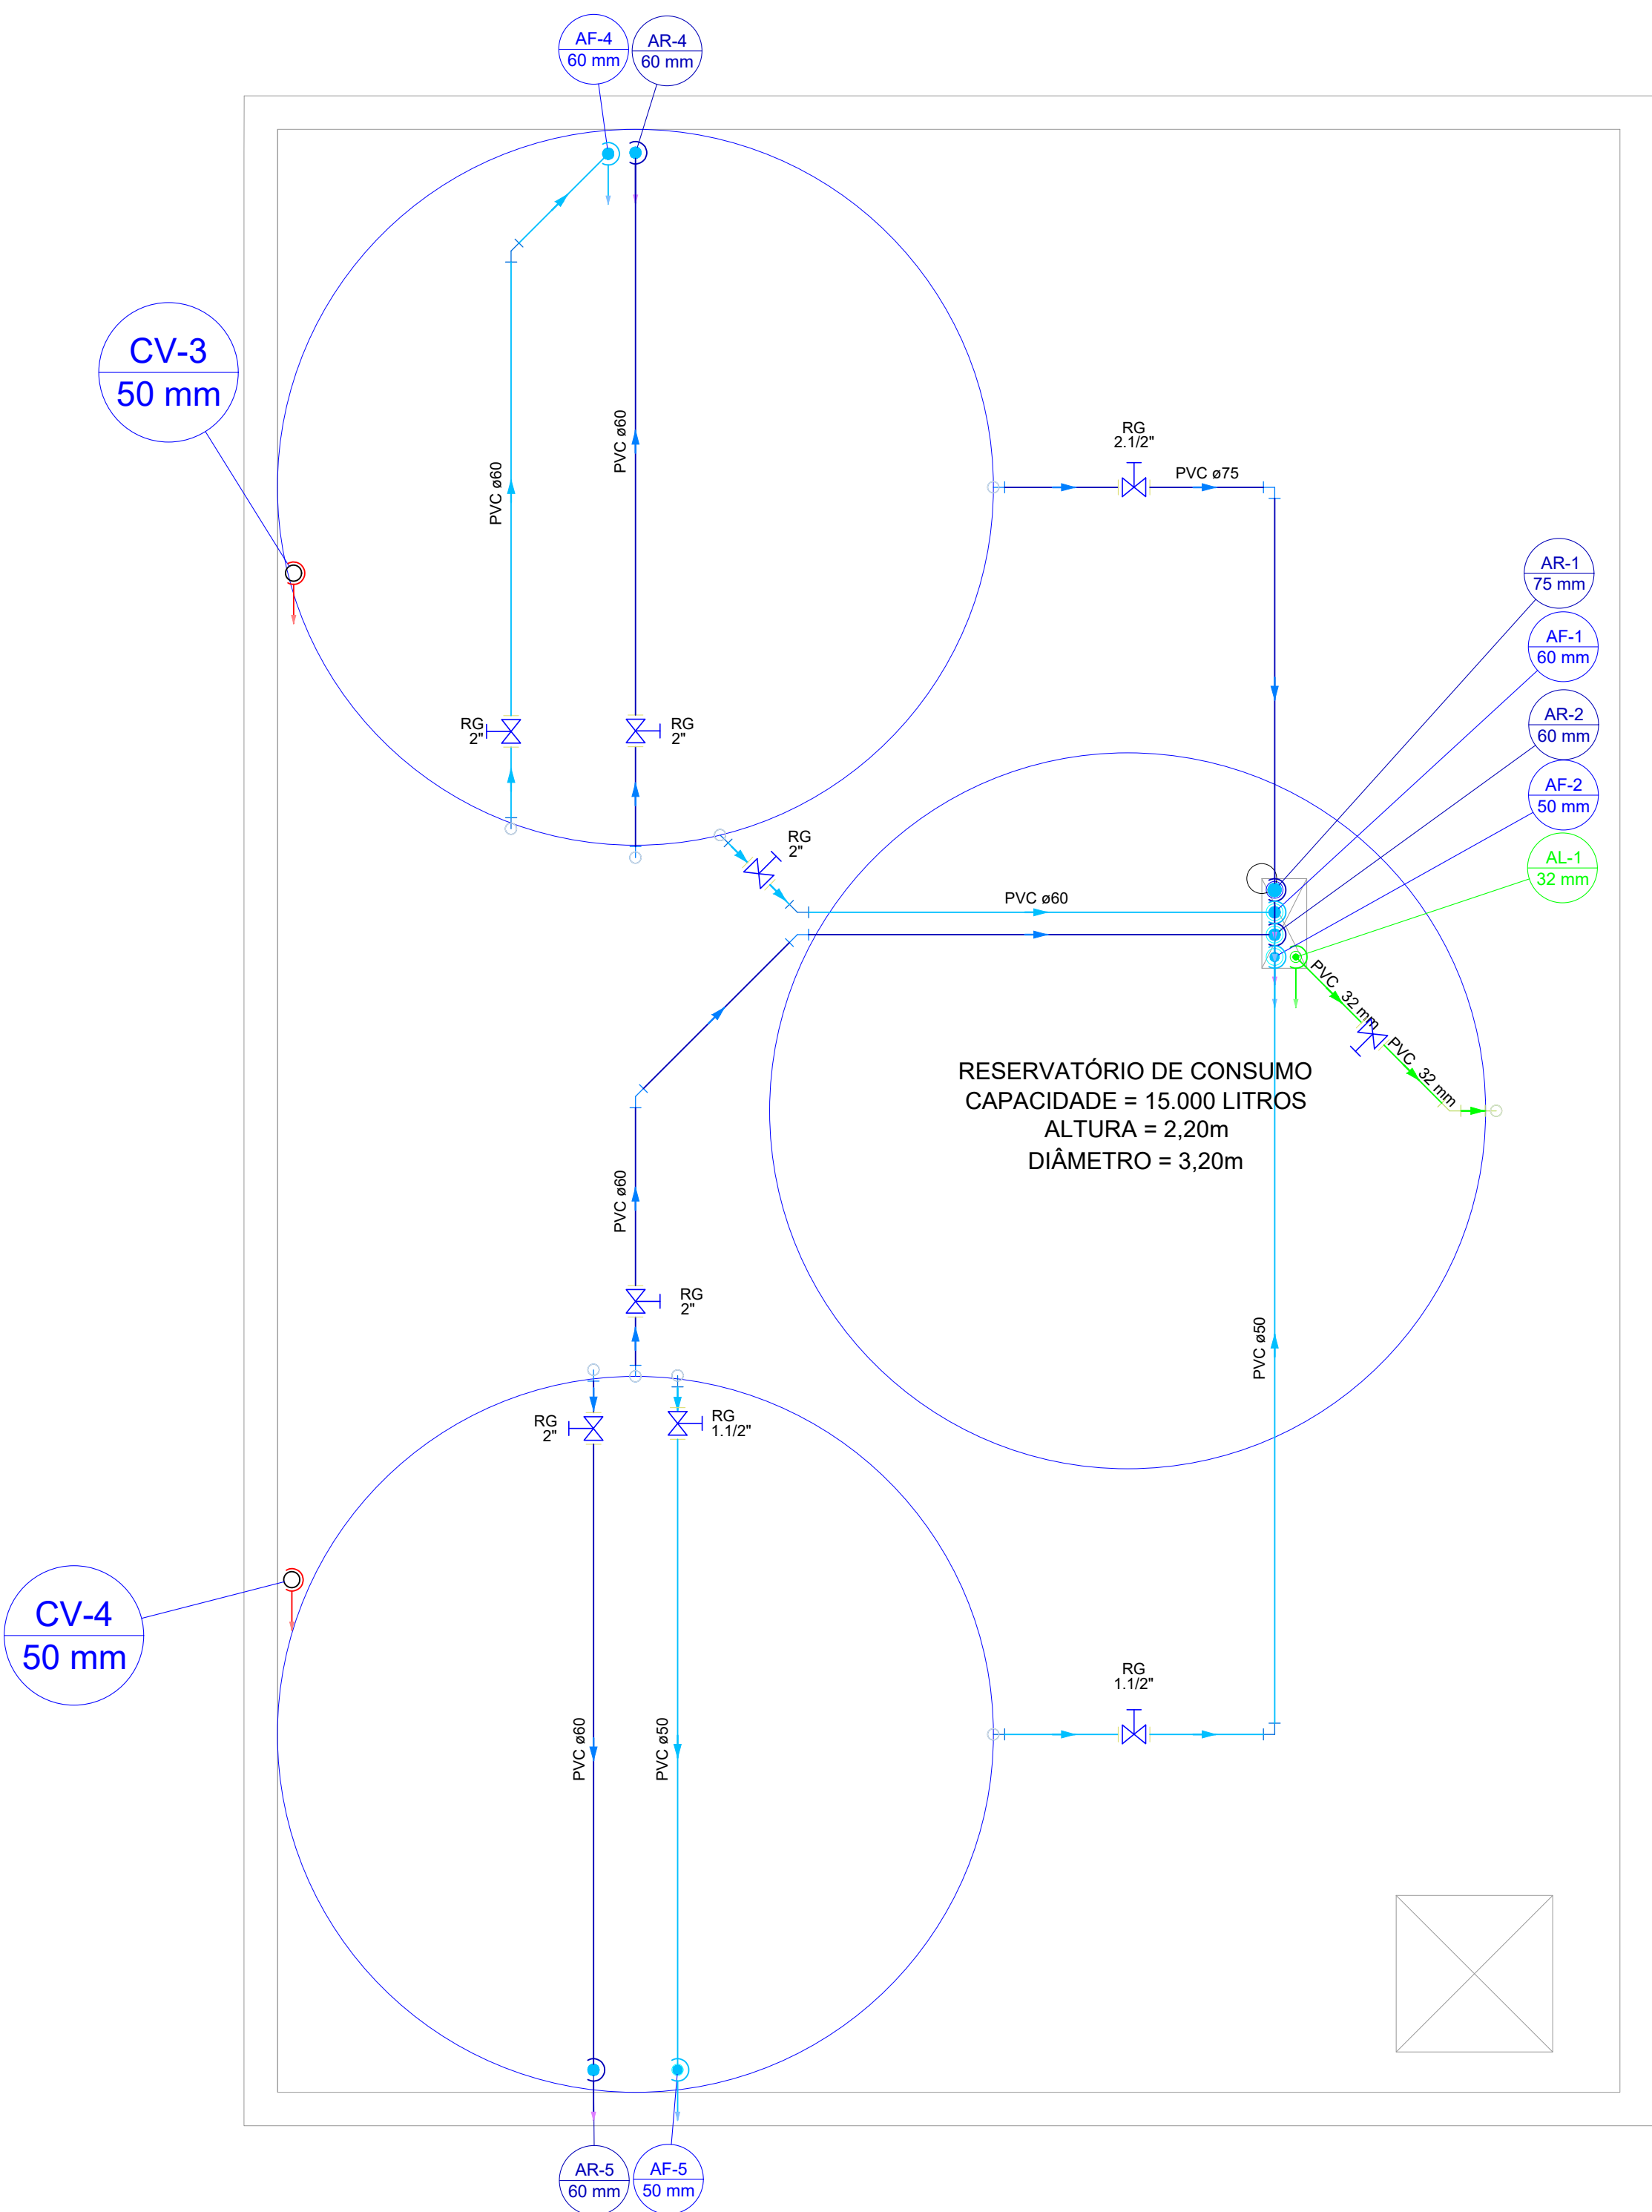 AF-4
60 mm
AR-4
60 mm
CV-3
50 mm
PVC ø60
PVC ø60
RG
2.1/2"
PVC ø75
AR-1
75 mm
AF-1
60 mm
AR-2
60 mm
AF-2
50 mm
AL-1
32 mm
RG
2"
RG
2"
RG
2"
PVC ø60
PVC 32 mm
PVC 32 mm
RESERVATÓRIO DE CONSUMO
CAPACIDADE = 15.000 LITROS
ALTURA = 2,20m
DIÂMETRO = 3,20m
PVC ø60
RG
2"
PVC ø50
RG
2"
RG
1.1/2"
CV-4
50 mm
RG
1.1/2"
PVC ø60
PVC ø50
AR-5
60 mm
AF-5
50 mm